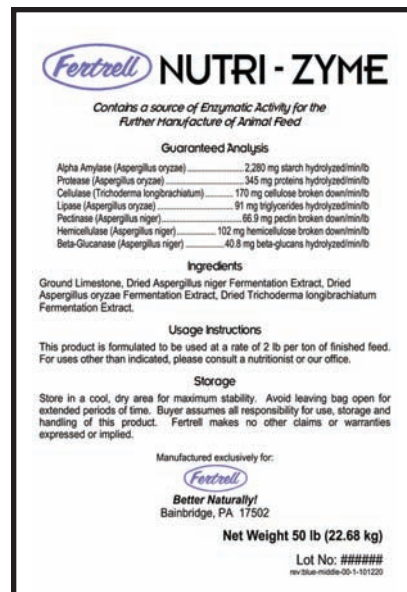 Fertrell NUTRI - ZYME
Contains a source of Enzymatic Activity for the
Further Manufacture of Animal Feed
Guaranteed Analysis
Alpha Amylase (Aspergillus oryzae) 2,280 mg starch hydrolyzed/min/lb
Protease (Aspergillus oryzae) 345 mg proteins hydrolyzed/min/lb
Cellulase (Trichoderma longibrachiatum) 170 mg cellulose broken down/min/lb
Lipase (Aspergillus oryzae) 91 mg triglycerides hydrolyzed/min/lb
Pectinase (Aspergillus niger) 66.9 mg pectin broken down/min/lb
Hemicellulase (Aspergillus niger) 102 mg hemicellulose broken down/min/lb
Beta-Glucanase (Aspergillus niger) 40.8 mg beta-glucans hydrolyzed/min/lb
Ingredients
Ground Limestone, Dried Aspergillus niger Fermentation Extract, Dried
Aspergillus oryzae Fermentation Extract, Dried Trichoderma longibrachiatum
Fermentation Extract.
Usage Instructions
This product is formulated to be used at a rate of 2 lb per ton of finished feed.
For uses other than indicated, please consult a nutritionist or our office.
Storage
Store in a cool, dry area for maximum stability. Avoid leaving bag open for
extended periods of time. Buyer assumes all responsibility for use, storage and
handling of this product. Fertrell makes no other claims or warranties
expressed or implied.
Manufactured exclusively for:
Fertrell
Better Naturally!
Bainbridge, PA 17502
Net Weight 50 lb (22.68 kg)
Lot No: ######
rev:blue-middle-00-1-101220